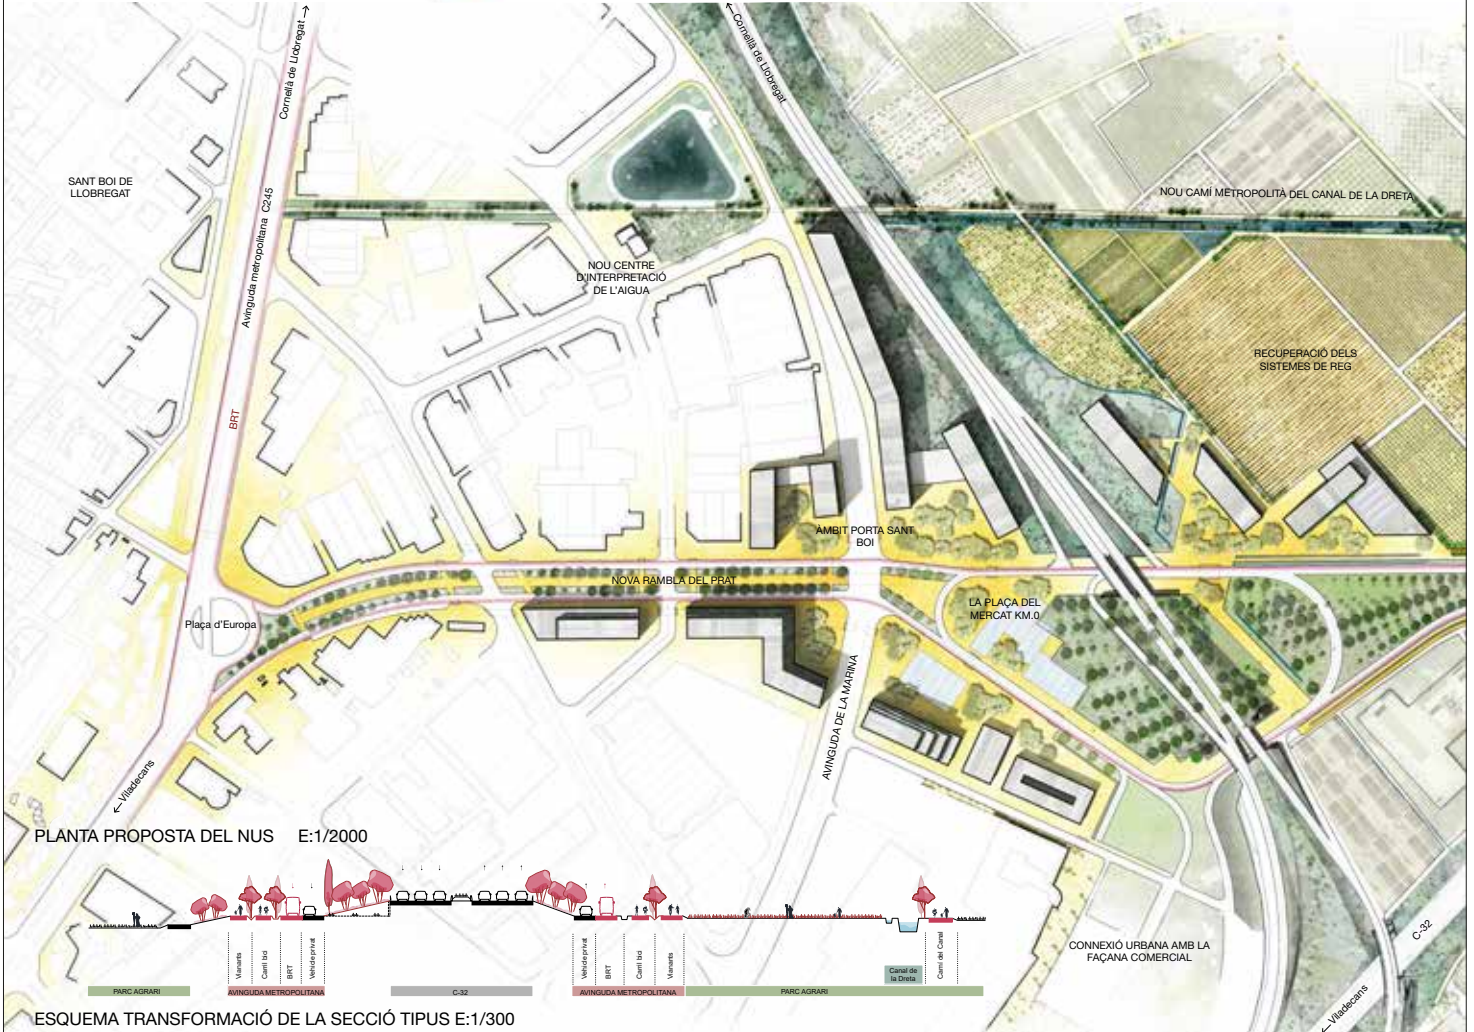 Cornellà de Llobregat
Cornellà de Llobregat
SANT BOI DE
LLOBREGAT
Avinguda metropolitana C245
NOU CAMÍ METROPOLITÀ DEL CANAL DE LA DRETA
NOU CENTRE
D'INTERPRETACIÓ
DE L'AIGUA
RECUPERACIÓ DELS
SISTEMES DE REG
BRT
ÀMBIT PORTA SANT
BOI
NOVA RAMBLA DEL PRAT
LA PLAÇA DEL
MERCAT KM.0
Plaça d'Europa
AVINGUDA DE LA MARINA
Viladecans
PLANTA PROPOSTA DEL NUS E:1/2000
CONNEXIÓ URBANA AMB LA
FAÇANA COMERCIAL
C-32
Viladecans
Vianants
Carril bici
BRT
Vehicle privat
Vehicle privat
BRT
Carril bici
Vianants
Canal de
la Dreta
Camí del Canal
PARC AGRARI
AVINGUDA METROPOLITANA
C-32
AVINGUDA METROPOLITANA
PARC AGRARI
ESQUEMA TRANSFORMACIÓ DE LA SECCIÓ TIPUS E:1/300